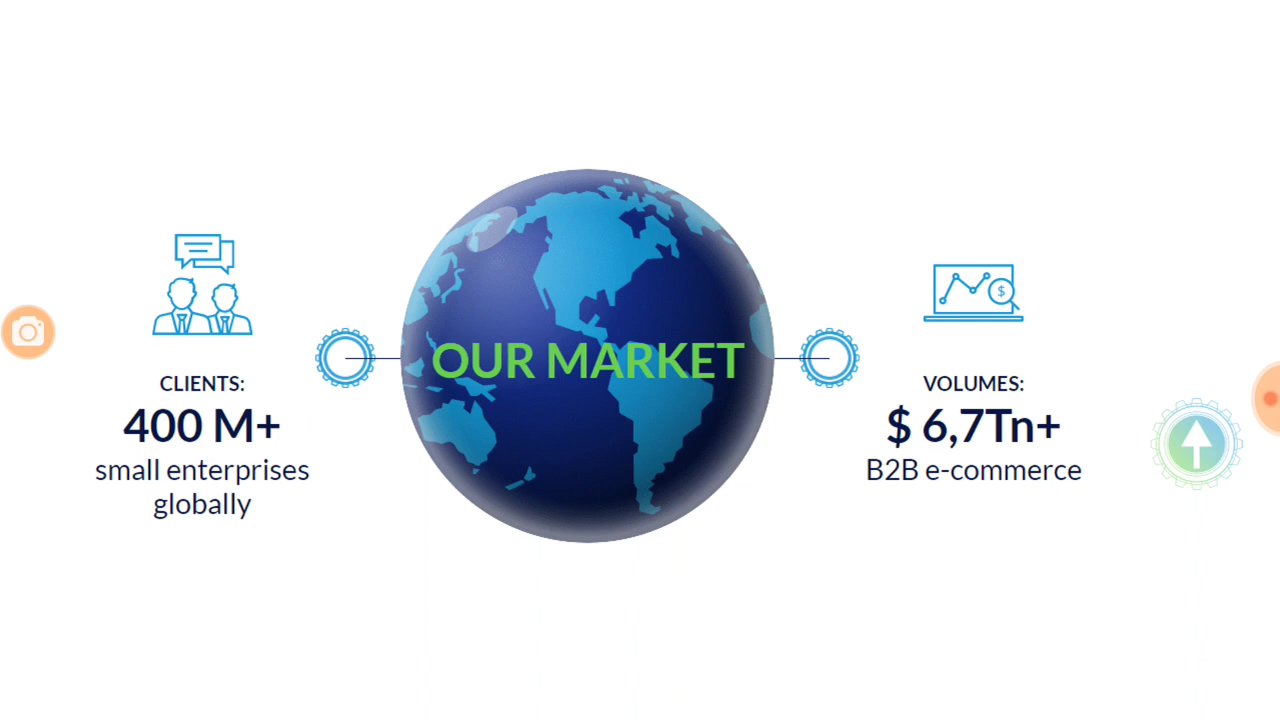 OUR MARKET
CLIENTS:
400 M+
small enterprises
globally
VOLUMES:
$ 6,7Tn+
B2B e-commerce